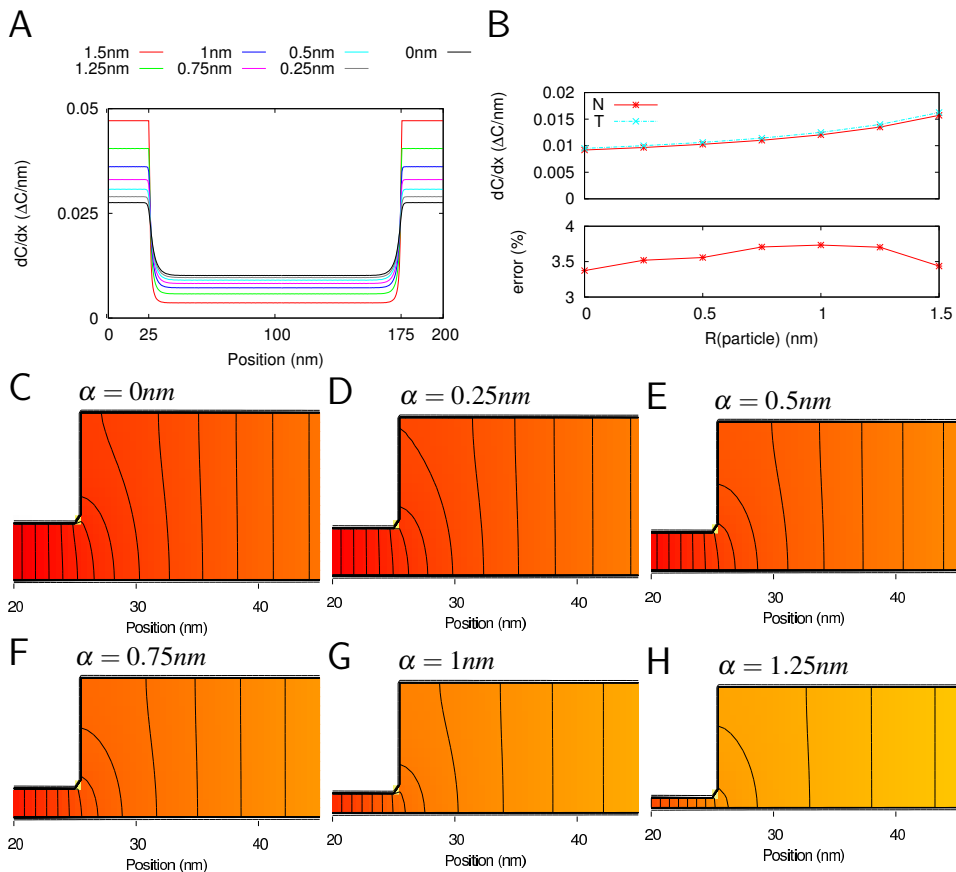 A
1.5nm 1nm 0.5nm 0nm
1.25nm 0.75nm 0.25nm
0.05
0.025
0
dC/dx (ΔC/nm)
0 25 100 175 200
Position (nm)
B
N
T
0.02
0.015
0.01
0.005
0
dC/dx (ΔC/nm)
4
3.5
3
error (%)
0 0.5 1 1.5
R(particle) (nm)
C
α = 0nm
20 30 40
Position (nm)
D
α = 0.25nm
20 30 40
Position (nm)
E
α = 0.5nm
20 30 40
Position (nm)
F
α = 0.75nm
20 30 40
Position (nm)
G
α = 1nm
20 30 40
Position (nm)
H
α = 1.25nm
20 30 40
Position (nm)